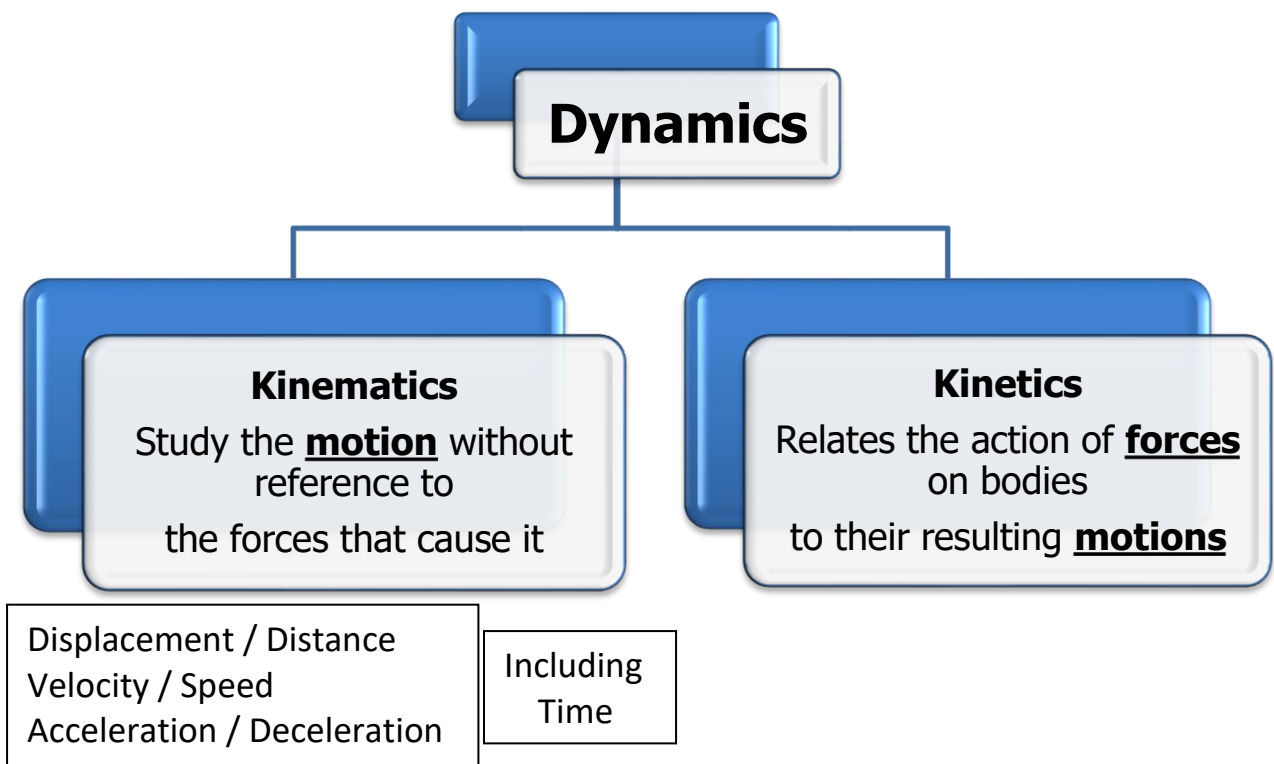 Dynamics
Kinematics
Study the motion without
reference to
the forces that cause it
Kinetics
Relates the action of forces
on bodies
to their resulting motions
Displacement / Distance
Velocity / Speed
Acceleration / Deceleration
Including
Time